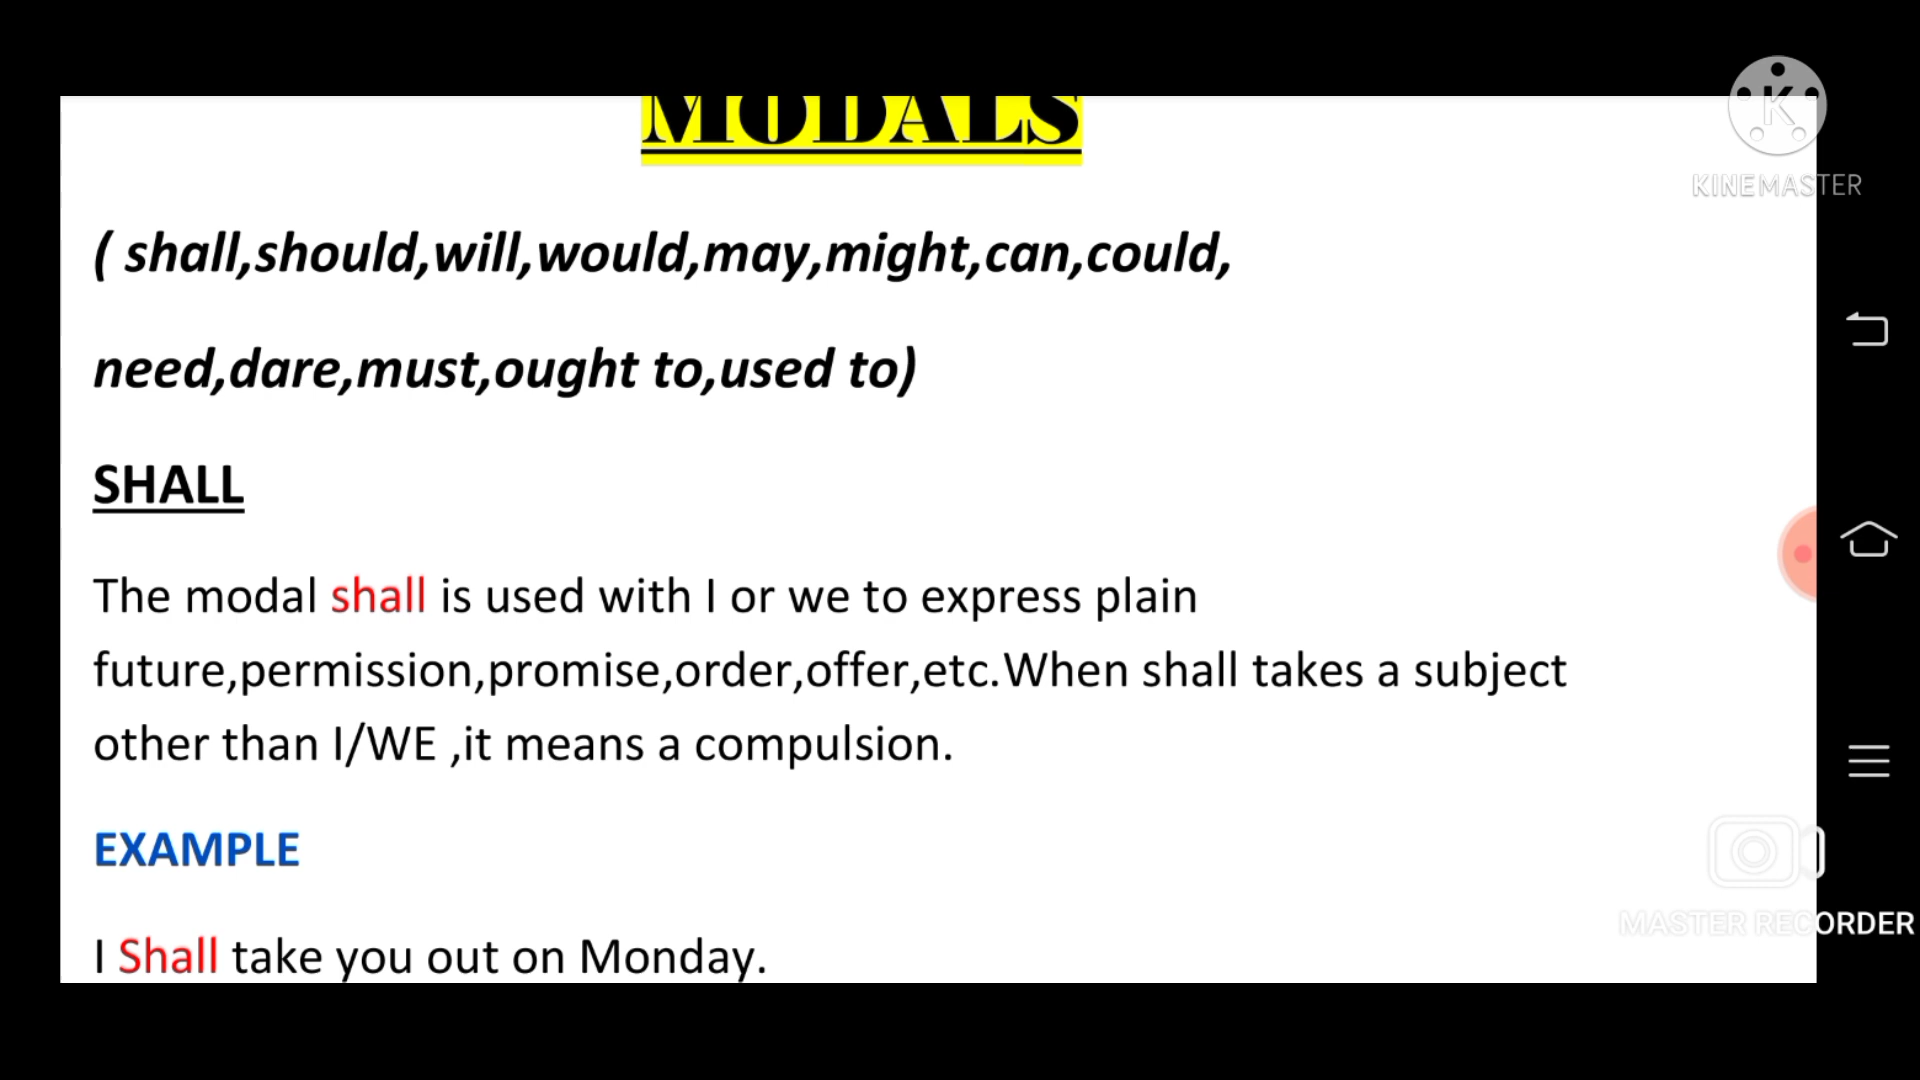 MODALS
K
KINEMASTER
( shall,should,will,would,may,might,can,could,
need,dare,must,ought to,used to)
SHALL
The modal shall is used with I or we to express plain
future,permission,promise,order,offer,etc.When shall takes a subject
other than I/WE ,it means a compulsion.
EXAMPLE
I Shall take you out on Monday.
MASTER RECORDER